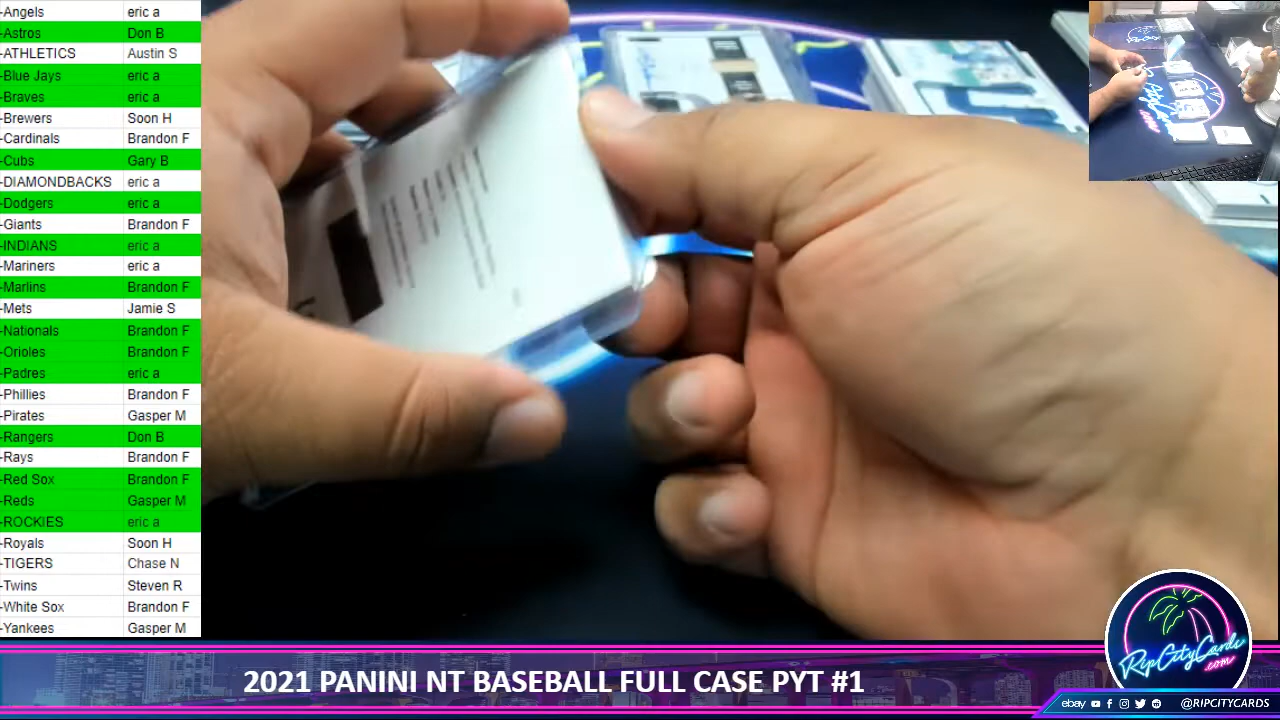 -Angels eric a
-Astros Don B
-ATHLETICS Austin S
-Blue Jays eric a
-Braves eric a
-Brewers Soon H
-Cardinals Brandon F
-Cubs Gary B
-DIAMONDBACKS eric a
-Dodgers eric a
-Giants Brandon F
-INDIANS eric a
-Mariners eric a
-Marlins Brandon F
-Mets Jamie S
-Nationals Brandon F
-Orioles Brandon F
-Padres eric a
-Phillies Brandon F
-Pirates Gasper M
-Rangers Don B
-Rays Brandon F
-Red Sox Brandon F
-Reds Gasper M
-ROCKIES eric a
-Royals Soon H
-TIGERS Chase N
-Twins Steven R
-White Sox Brandon F
-Yankees Gasper M
RipCityCards
.com
2021 PANINI NT BASEBALL FULL CASE PYT #1
ebay @RIPCITYCARDS